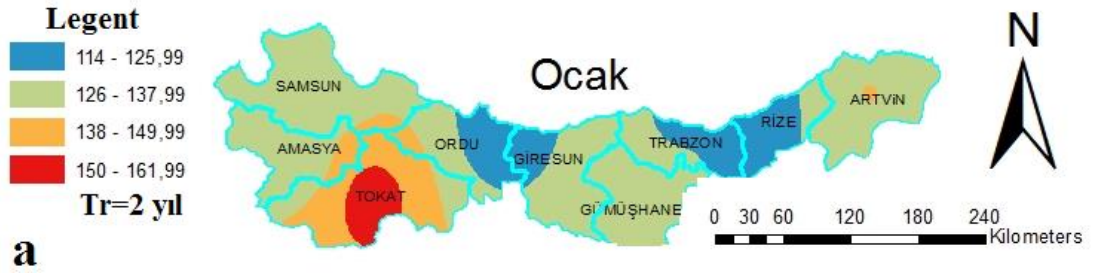 Legent
114 - 125,99
126 - 137,99
138 - 149,99
150 - 161,99
Tr=2 yıl
a
Ocak
SAMSUN
AMASYA
TOKAT
ORDU
GİRESUN
GÜMÜŞHANE
TRABZON
RİZE
ARTViN
N
0 30 60 120 180 240
Kilometers